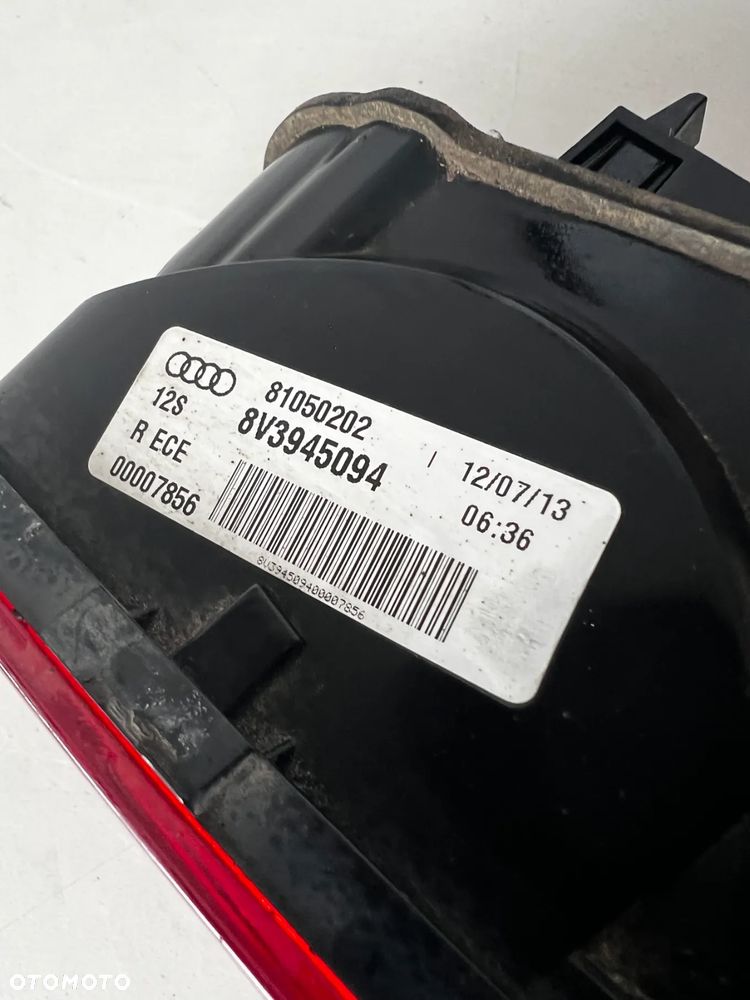 81050202
12S 8V3945094 | 12/07/13
R ECE 06:36
00007856
8V394509400007856
OTOMOTO